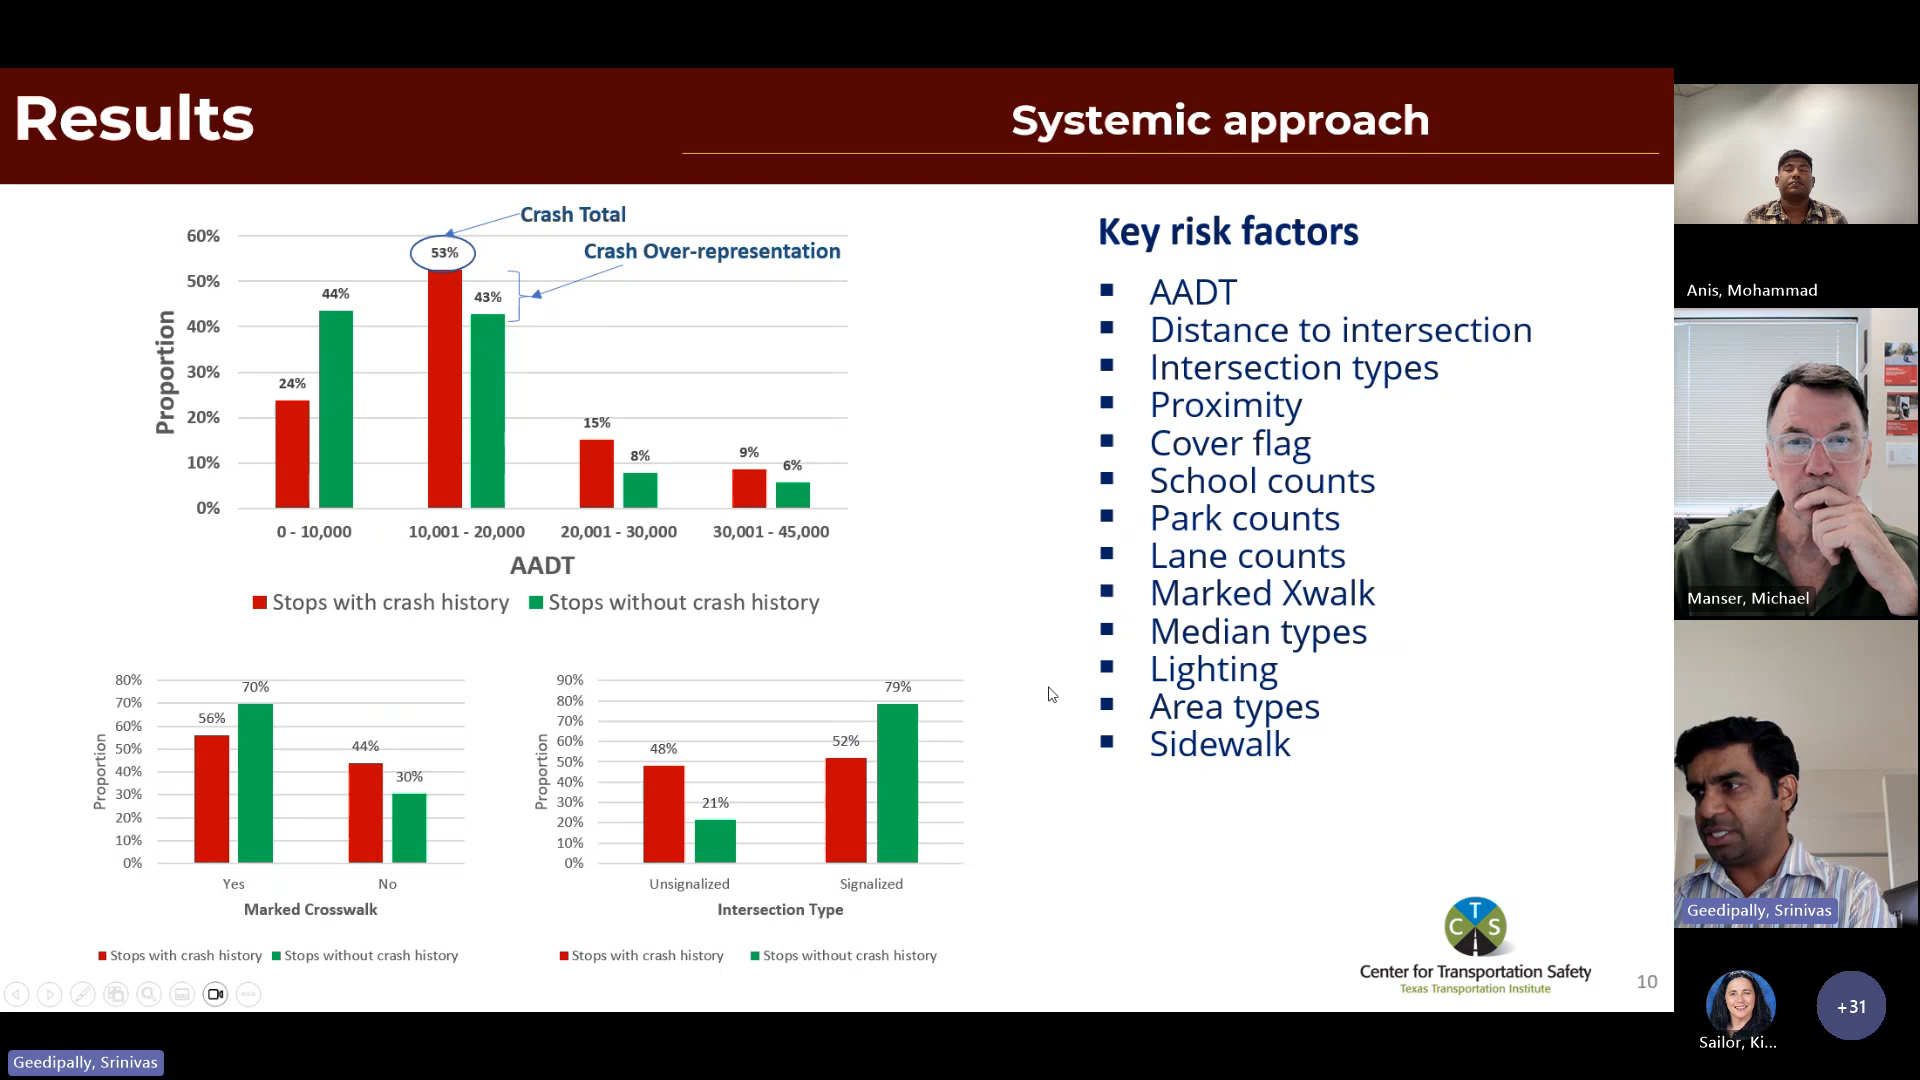 Results
Systemic approach
Crash Total
Crash Over-representation
60%
50%
40%
30%
20%
10%
0%
Proportion
24%
44%
53%
43%
15%
8%
9%
6%
0 - 10,000
10,001 - 20,000
20,001 - 30,000
30,001 - 45,000
AADT
Stops with crash history
Stops without crash history
80%
70%
60%
50%
40%
30%
20%
10%
0%
Proportion
56%
70%
44%
30%
Yes
No
Marked Crosswalk
Stops with crash history
Stops without crash history
90%
80%
70%
60%
50%
40%
30%
20%
10%
0%
Proportion
48%
21%
52%
79%
Unsignalized
Signalized
Intersection Type
Stops with crash history
Stops without crash history
Key risk factors
AADT
Distance to intersection
Intersection types
Proximity
Cover flag
School counts
Park counts
Lane counts
Marked Xwalk
Median types
Lighting
Area types
Sidewalk
C T S
Center for Transportation Safety
Texas Transportation Institute
10
Anis, Mohammad
Manser, Michael
Geedipally, Srinivas
Sailor, Ki...
+31
Geedipally, Srinivas